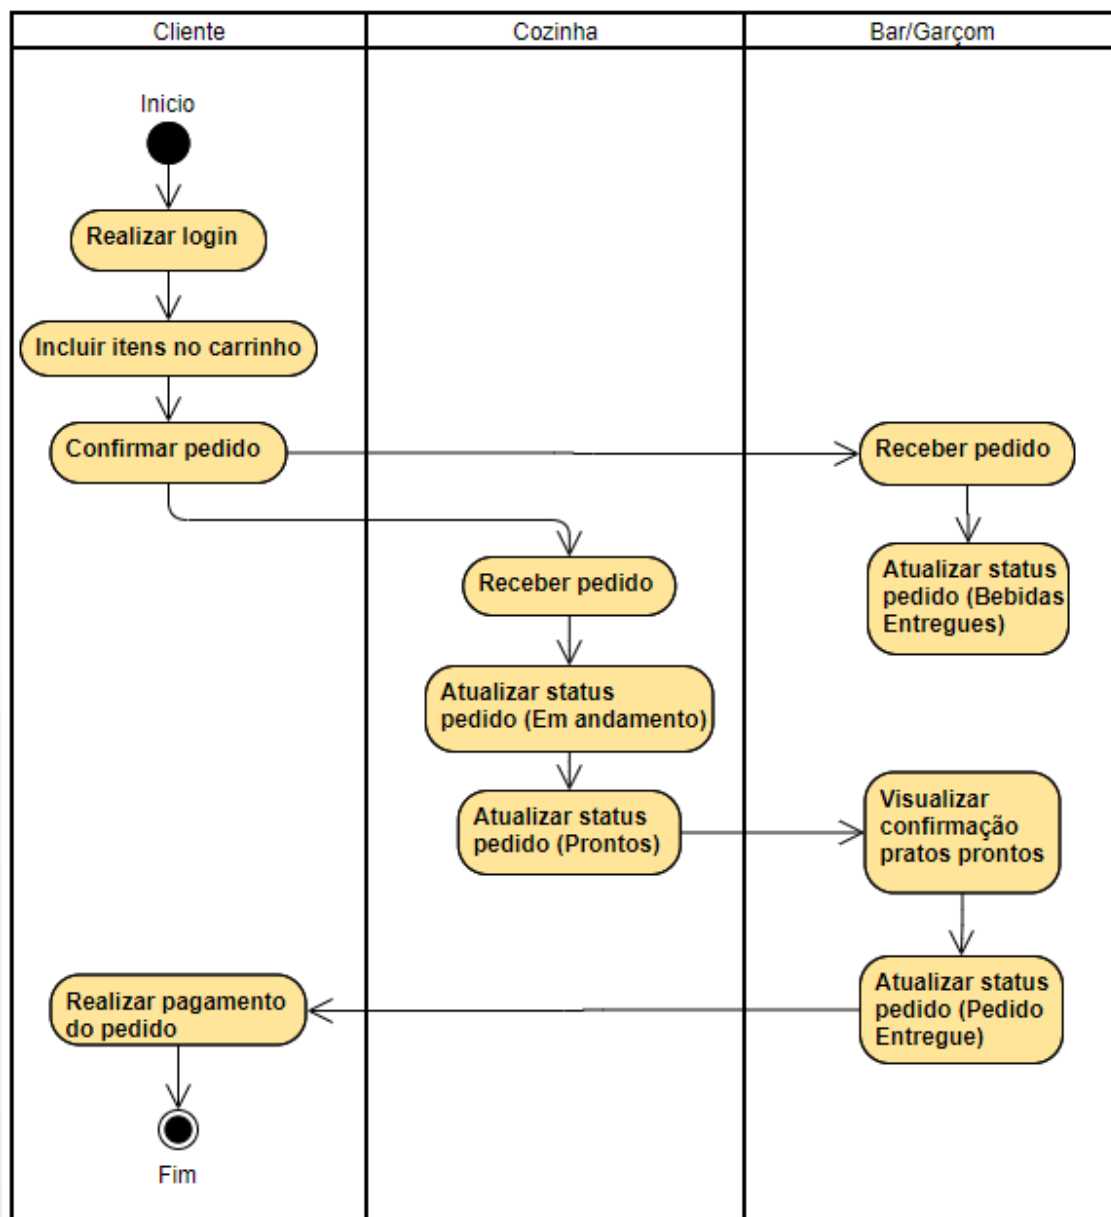 Cliente
Cozinha
Bar/Garçom
Inicio
Realizar login
Incluir itens no carrinho
Confirmar pedido
Receber pedido
Atualizar status
pedido (Bebidas
Entregues)
Receber pedido
Atualizar status
pedido (Em andamento)
Atualizar status
pedido (Prontos)
Visualizar
confirmação
pratos prontos
Atualizar status
pedido (Pedido
Entregue)
Realizar pagamento
do pedido
Fim